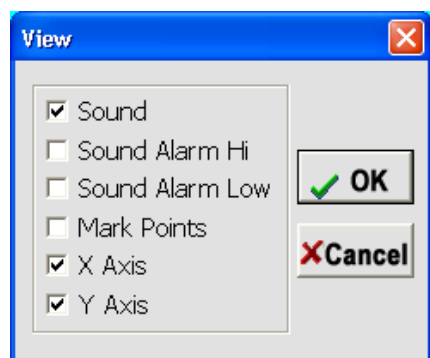 View
Sound
Sound Alarm Hi
Sound Alarm Low
Mark Points
X Axis
Y Axis
OK
Cancel